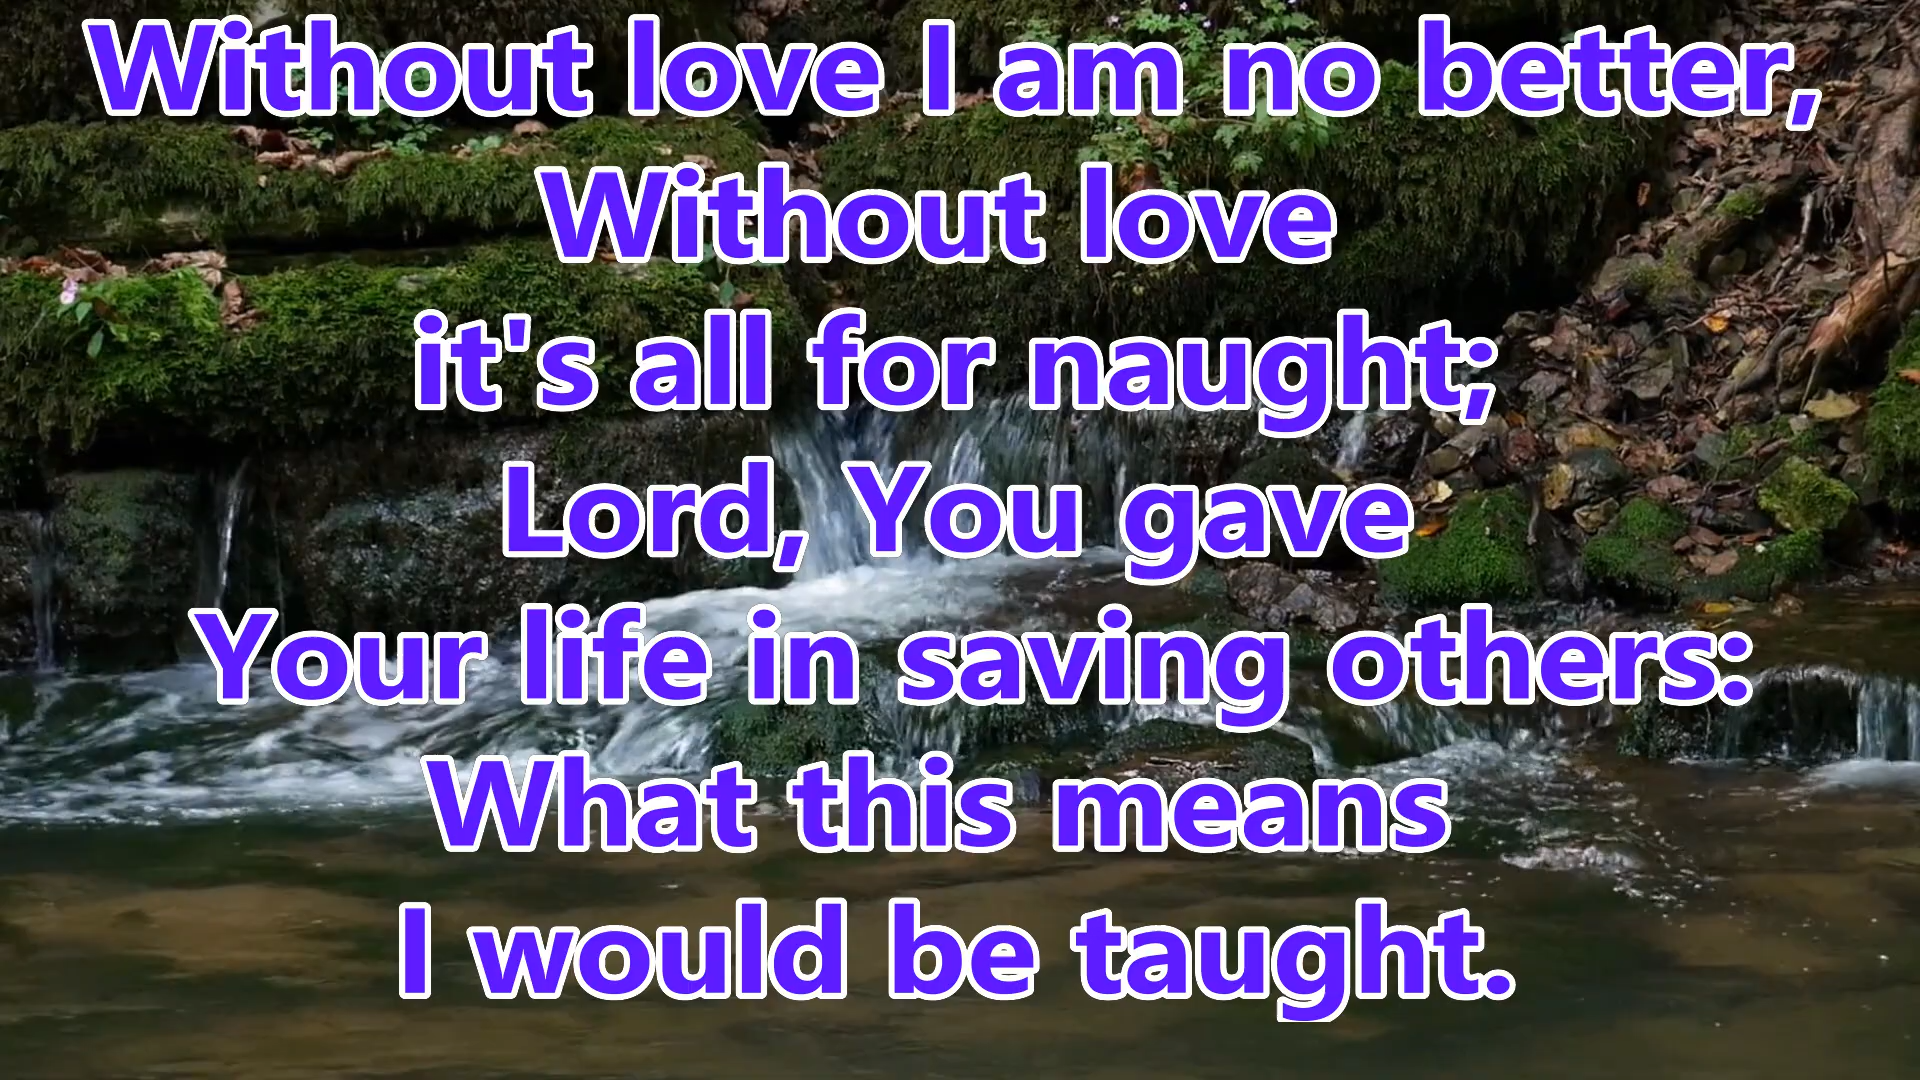 Without love I am no better,
Without love
it's all for naught;
Lord, You gave
Your life in saving others:
What this means
I would be taught.